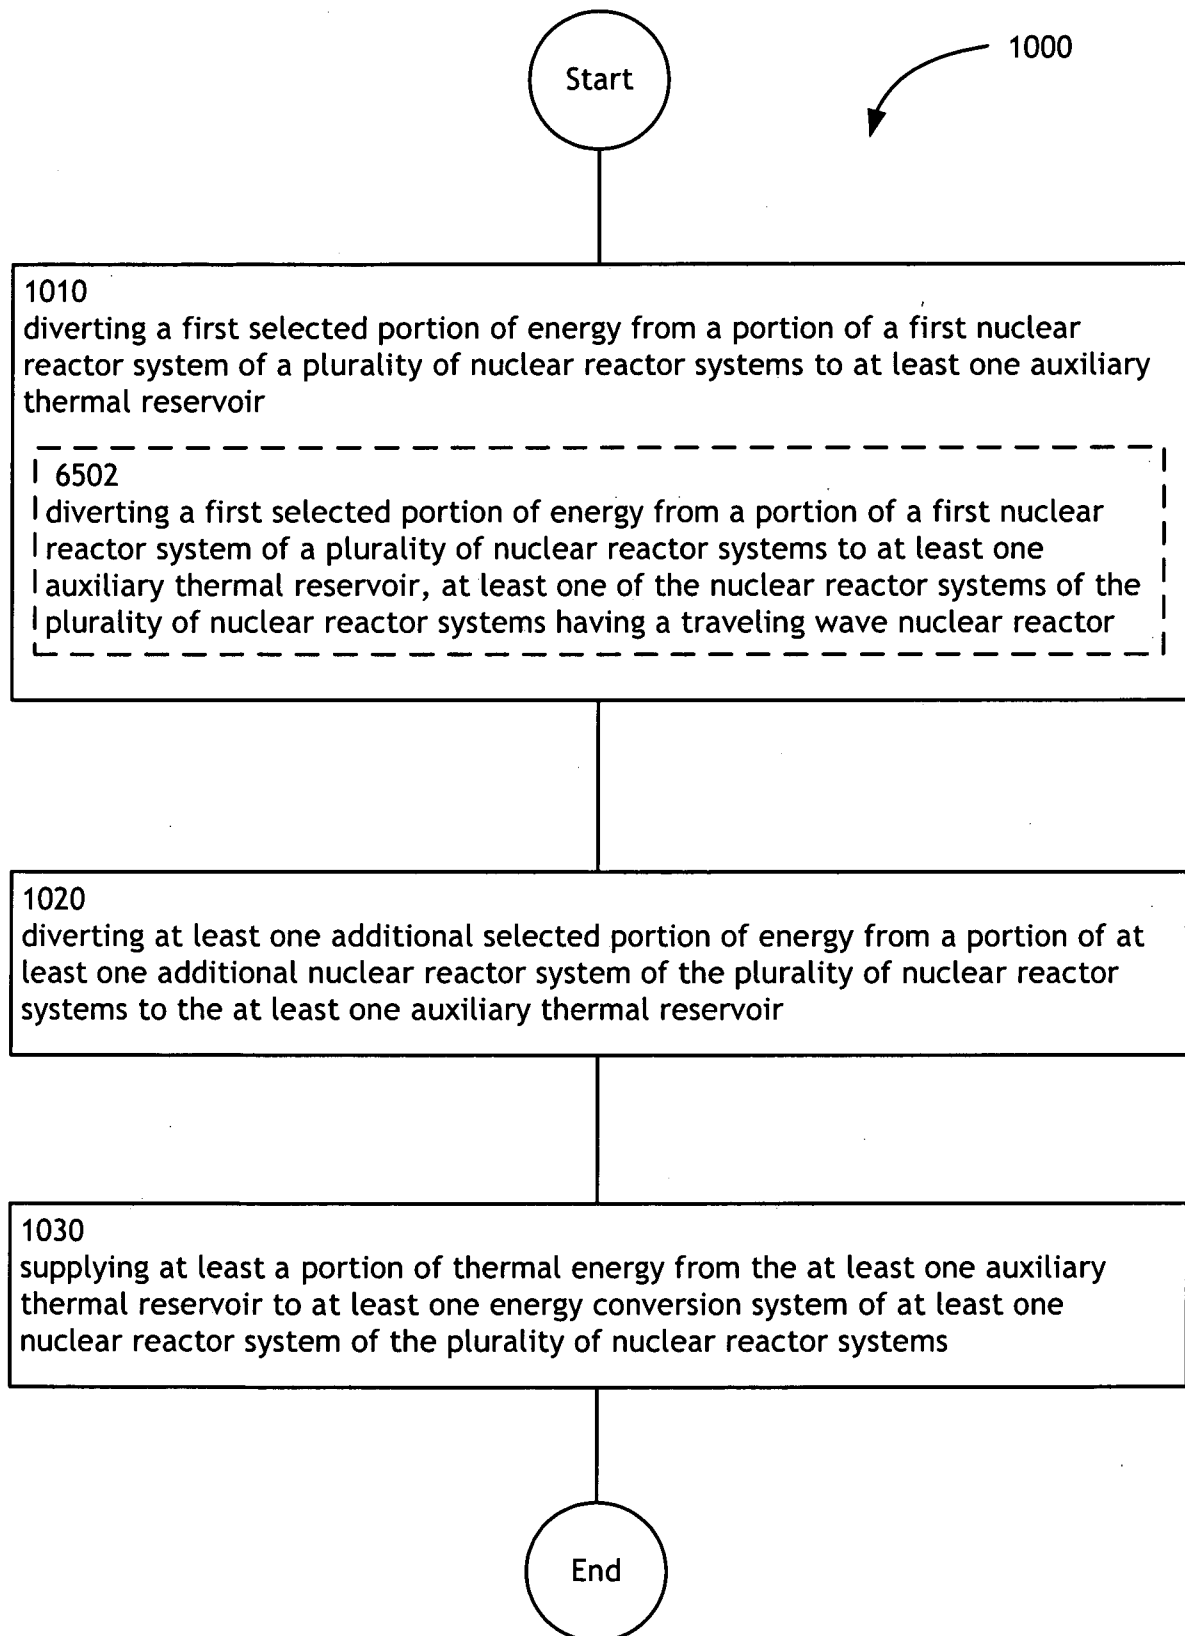 Start
1000
1010
diverting a first selected portion of energy from a portion of a first nuclear
reactor system of a plurality of nuclear reactor systems to at least one auxiliary
thermal reservoir
6502
diverting a first selected portion of energy from a portion of a first nuclear
reactor system of a plurality of nuclear reactor systems to at least one
auxiliary thermal reservoir, at least one of the nuclear reactor systems of the
plurality of nuclear reactor systems having a traveling wave nuclear reactor
1020
diverting at least one additional selected portion of energy from a portion of at
least one additional nuclear reactor system of the plurality of nuclear reactor
systems to the at least one auxiliary thermal reservoir
1030
supplying at least a portion of thermal energy from the at least one auxiliary
thermal reservoir to at least one energy conversion system of at least one
nuclear reactor system of the plurality of nuclear reactor systems
End